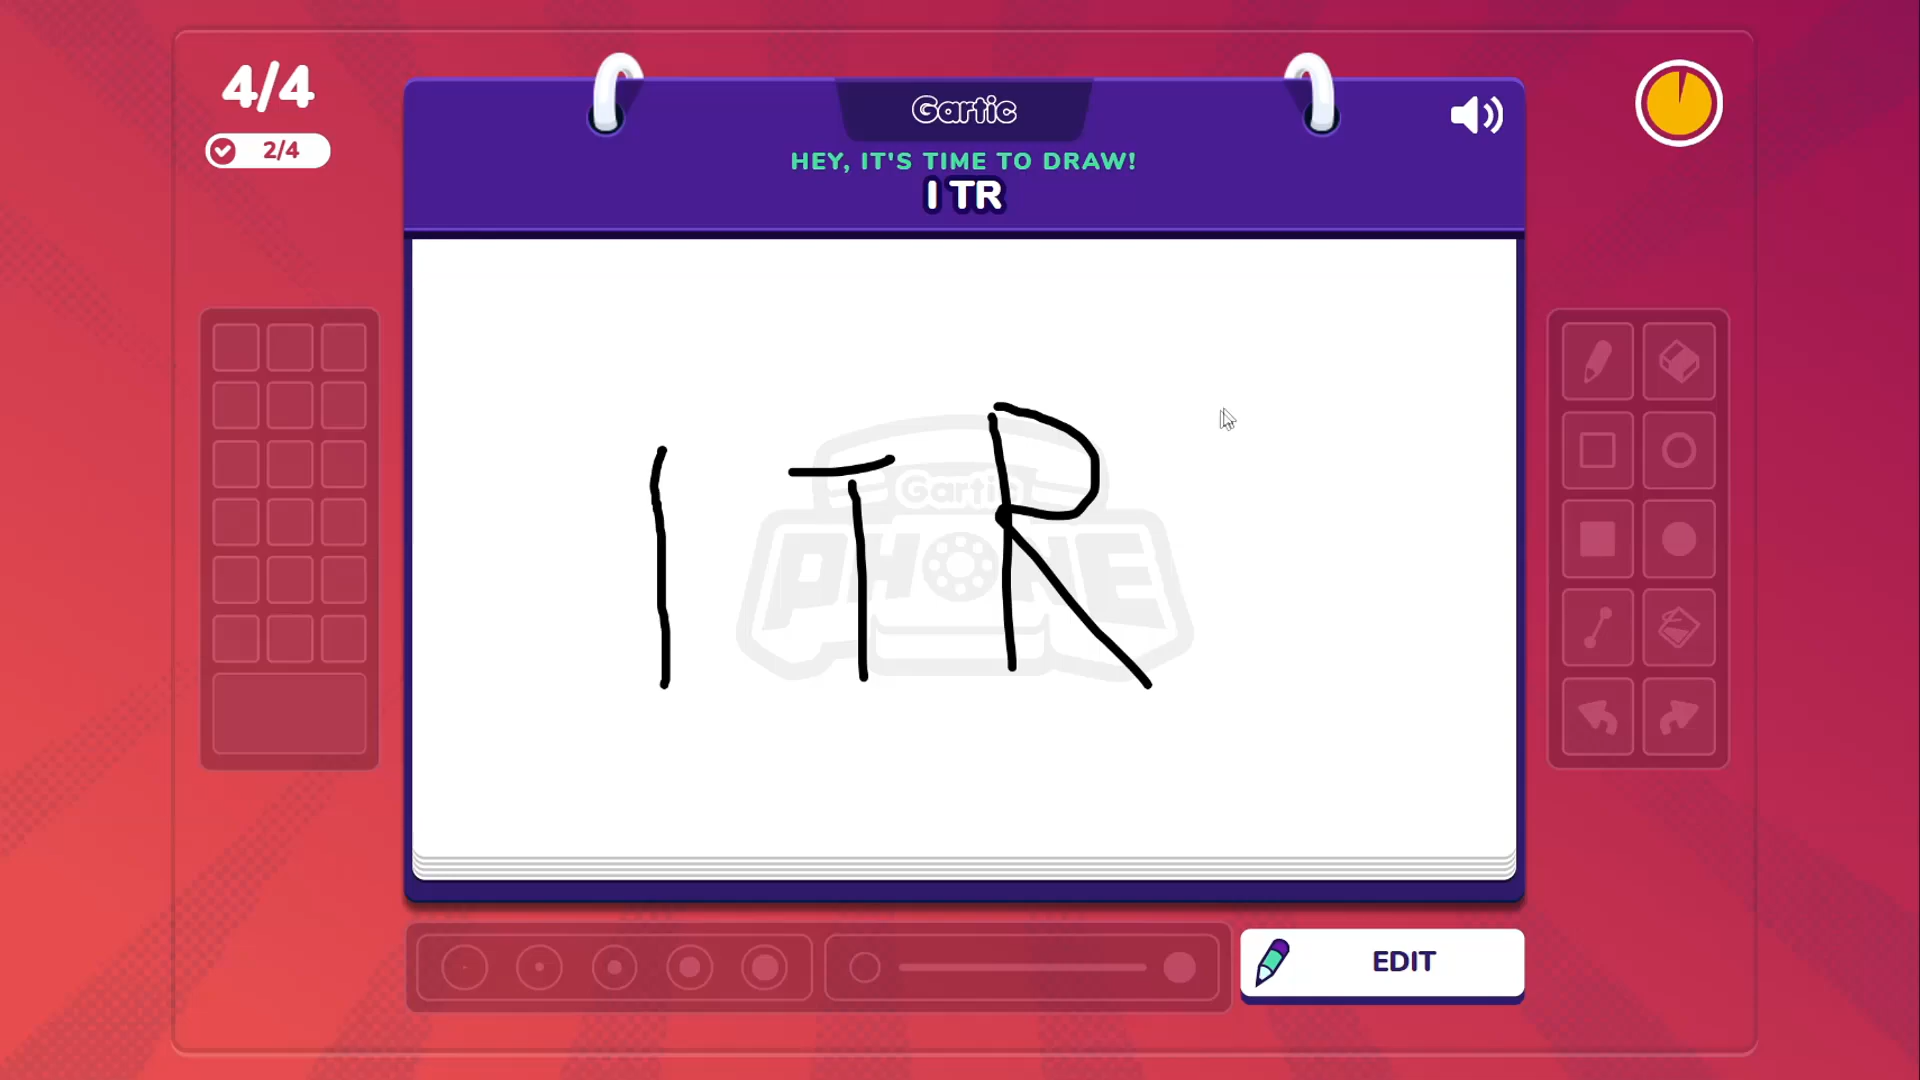 4/4
2/4
Gartic
HEY, IT'S TIME TO DRAW!
I TR
I TR
Gartic
PHONE
EDIT